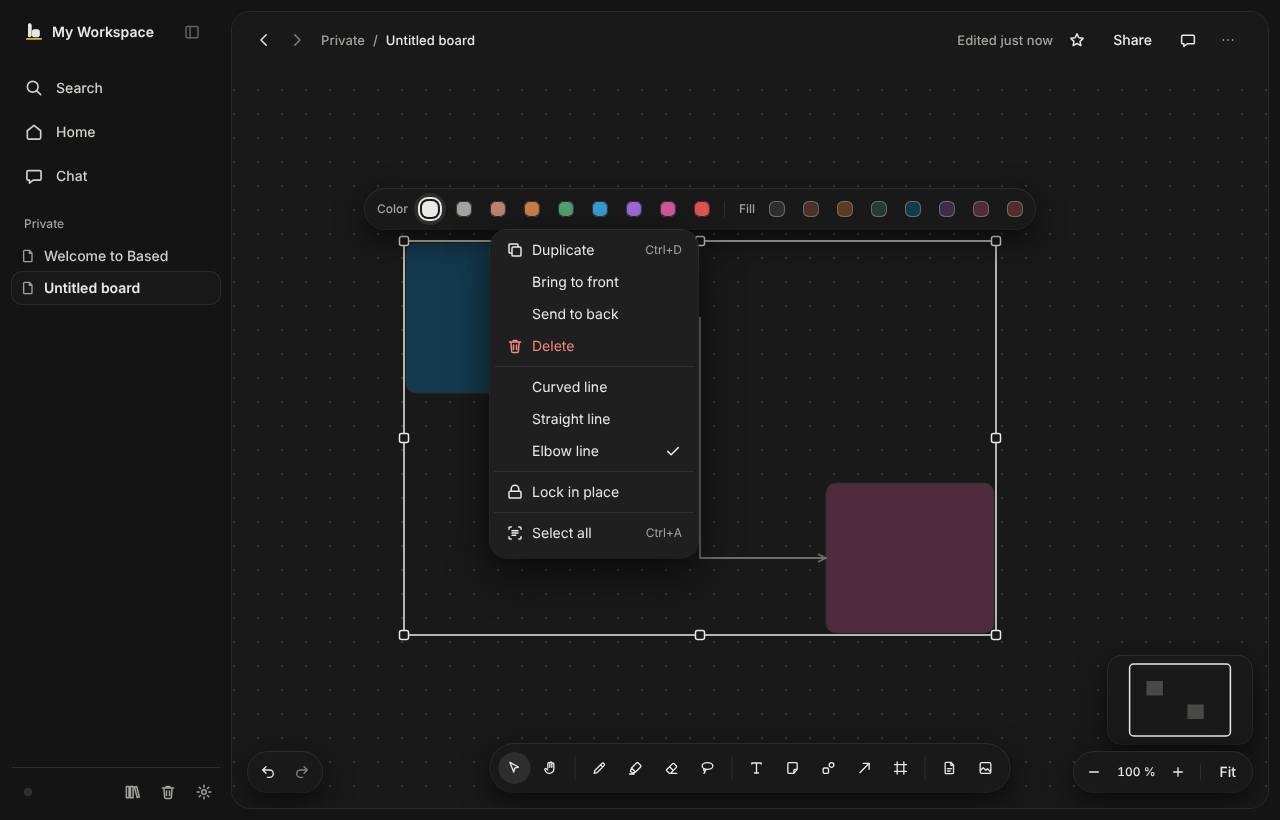 My Workspace
Search
Home
Chat
Private
Welcome to Based
Untitled board
Private / Untitled board
Edited just now
Share
Color
Fill
Duplicate Ctrl+D
Bring to front
Send to back
Delete
Curved line
Straight line
Elbow line
Lock in place
Select all Ctrl+A
100 %
Fit